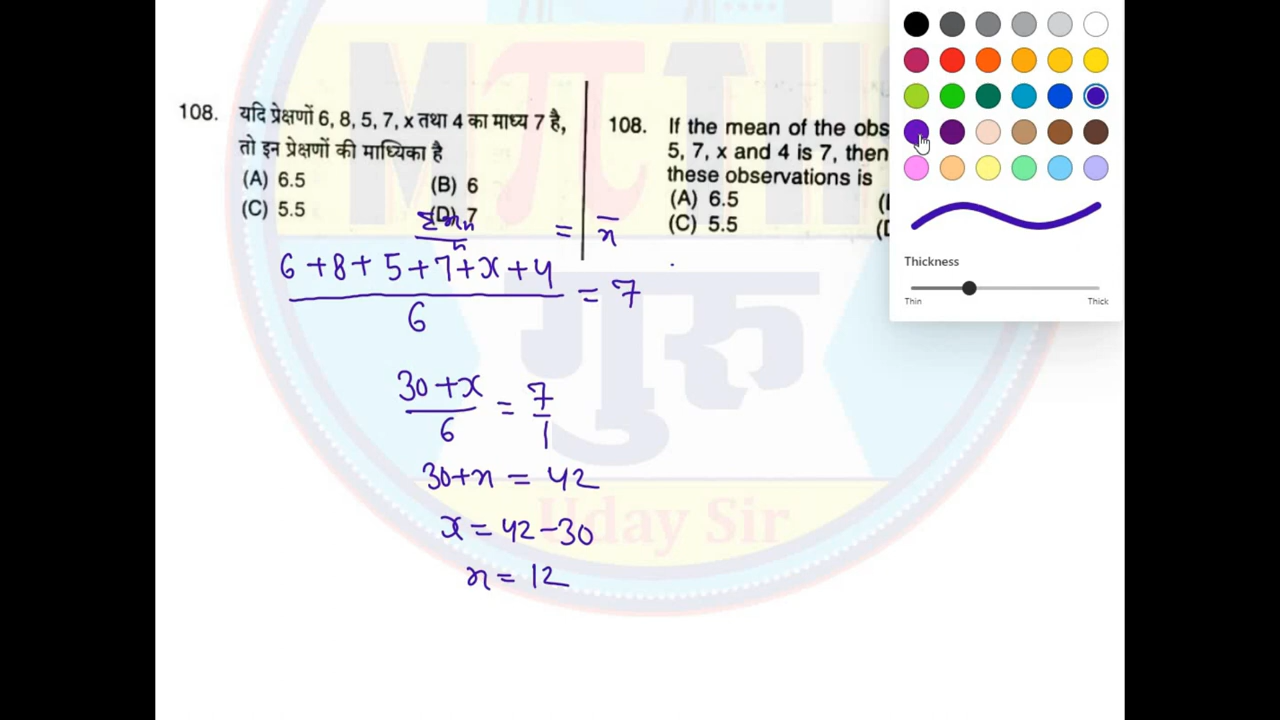 MπTH
108. यदि प्रेक्षणों 6, 8, 5, 7, x तथा 4 का माध्य 7 है,
तो इन प्रेक्षणों की माध्यिका है
(A) 6.5 (B) 6
(C) 5.5 (D) 7
108. If the mean of the obs
5, 7, x and 4 is 7, then
these observations is
(A) 6.5
(C) 5.5
= x̄
6 + 8 + 5 + 7 + x + 4 / 6 = 7
30 + x / 6 = 7 / 1
30 + x = 42
x = 42 - 30
x = 12
गुरु
Uday Sir
Thickness
Thin Thick